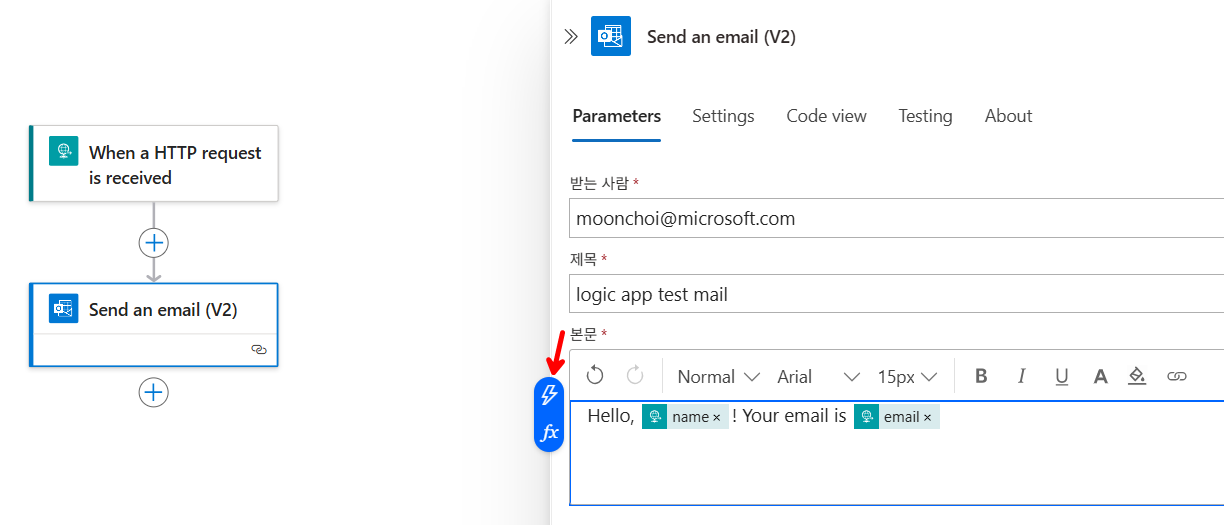 When a HTTP request
is received
Send an email (V2)
Send an email (V2)
Parameters Settings Code view Testing About
받는 사람 *
moonchoi@microsoft.com
제목 *
logic app test mail
본문 *
Normal Arial 15px B I U A
fx
Hello, name × ! Your email is email ×